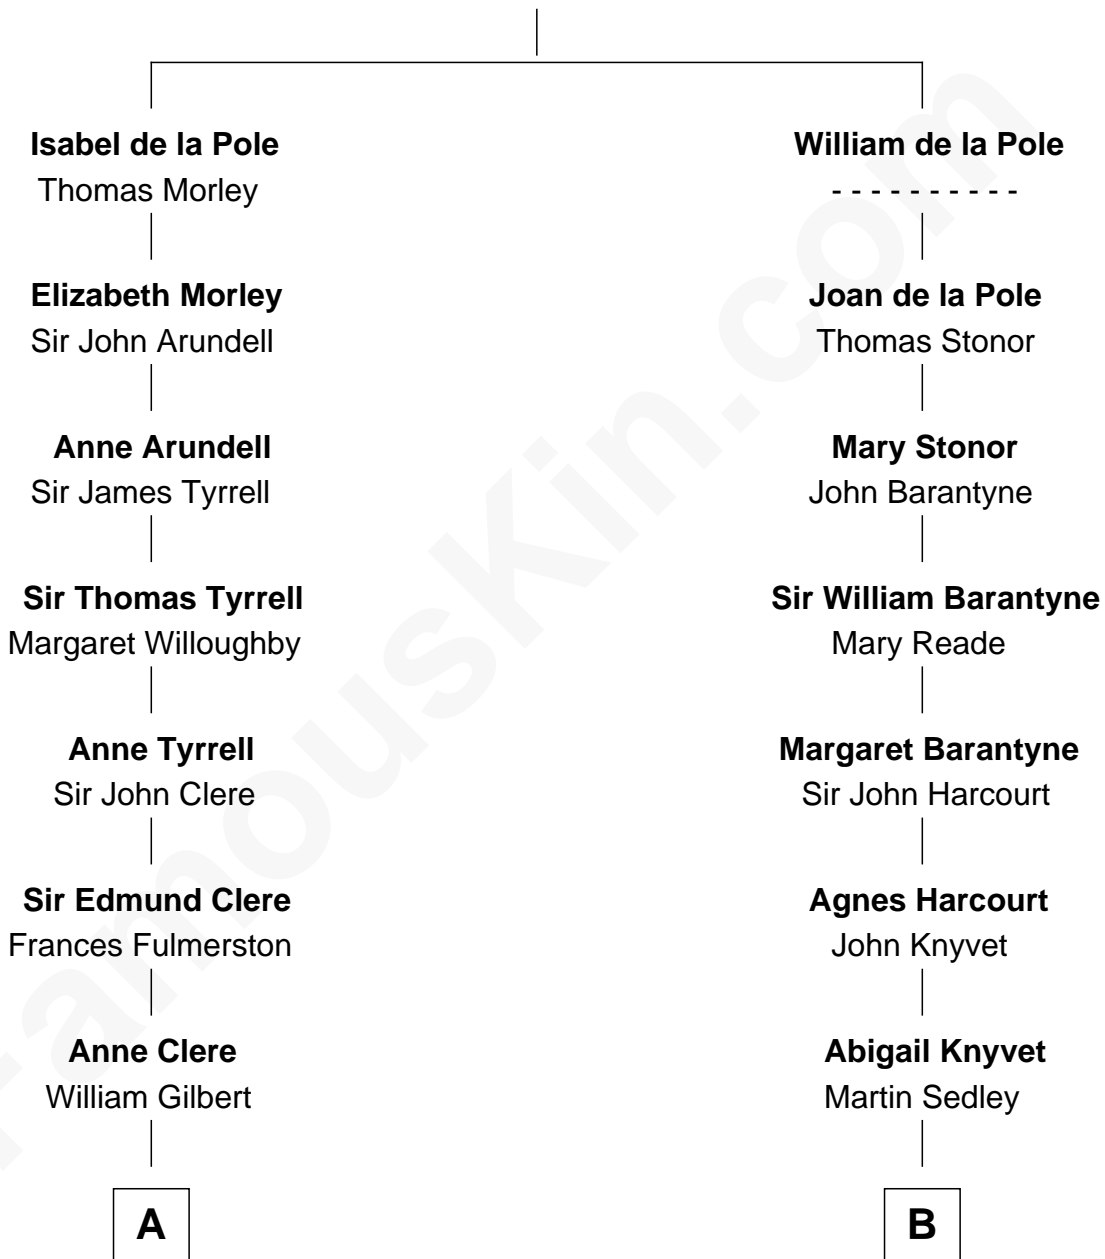 Isabel de la Pole
Thomas Morley
Elizabeth Morley
Sir John Arundell
Anne Arundell
Sir James Tyrrell
Sir Thomas Tyrrell
Margaret Willoughby
Anne Tyrrell
Sir John Clere
Sir Edmund Clere
Frances Fulmerston
Anne Clere
William Gilbert
A
William de la Pole
- - - - - - - - - -
Joan de la Pole
Thomas Stonor
Mary Stonor
John Barantyne
Sir William Barantyne
Mary Reade
Margaret Barantyne
Sir John Harcourt
Agnes Harcourt
John Knyvet
Abigail Knyvet
Martin Sedley
B
FamousKin.com